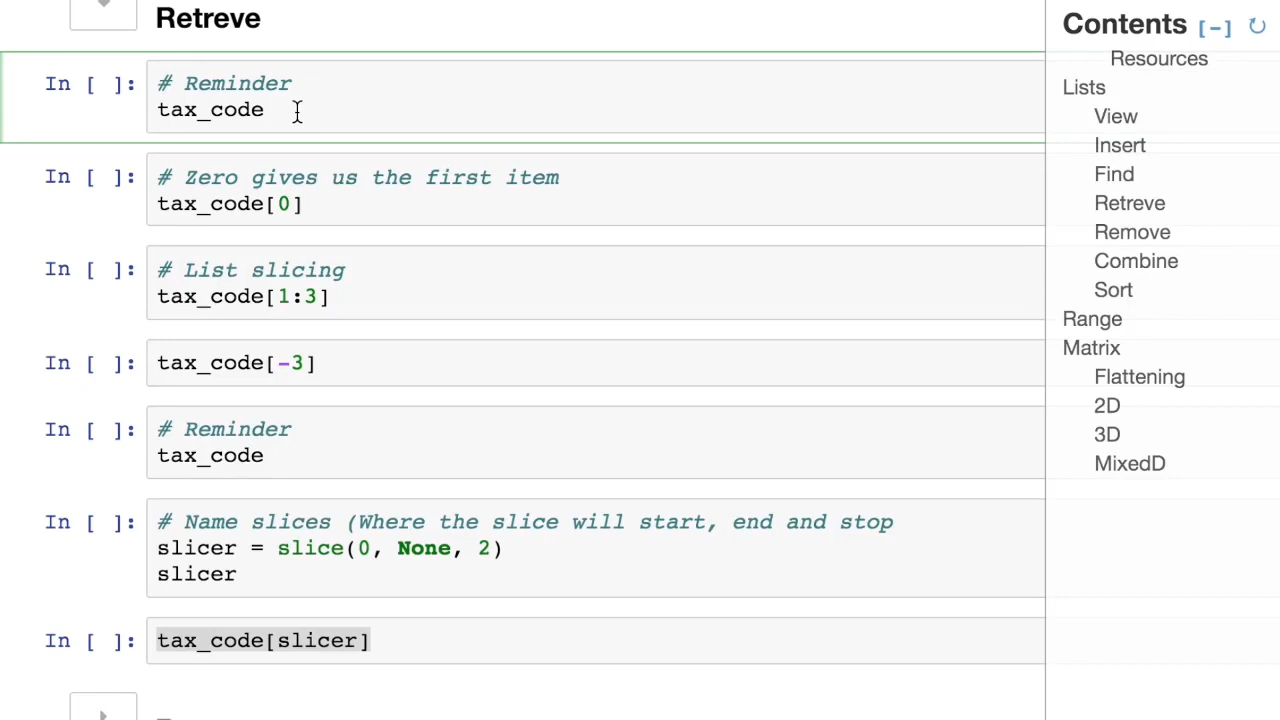 Retreve
In [ ]:
# Reminder
tax_code
In [ ]:
# Zero gives us the first item
tax_code[0]
In [ ]:
# List slicing
tax_code[1:3]
In [ ]:
tax_code[-3]
In [ ]:
# Reminder
tax_code
In [ ]:
# Name slices (Where the slice will start, end and stop
slicer = slice(0, None, 2)
slicer
In [ ]:
tax_code[slicer]
Contents [-]
Resources
Lists
View
Insert
Find
Retreve
Remove
Combine
Sort
Range
Matrix
Flattening
2D
3D
MixedD